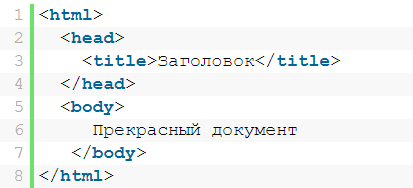 1 <html>
2   <head>
3     <title>Заголовок</title>
4   </head>
5   <body>
6      Прекрасный документ
7    </body>
8 </html>